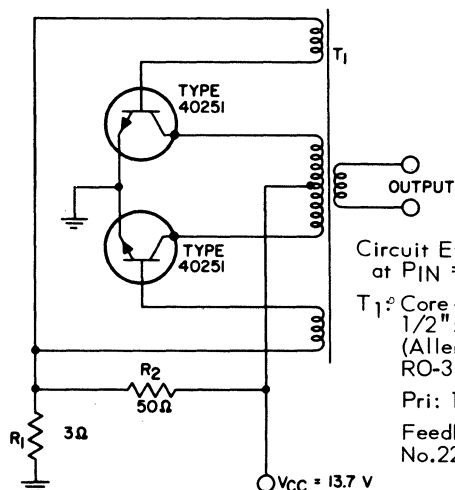 T1
TYPE
40251
OUTPUT
TYPE
40251
Circuit E
at PIN =
T1: Core
1/2"
(Allen
RO-3
Pri: 1
Feedl
No.22
R2
50Ω
R1
3Ω
VCC = 13.7 V